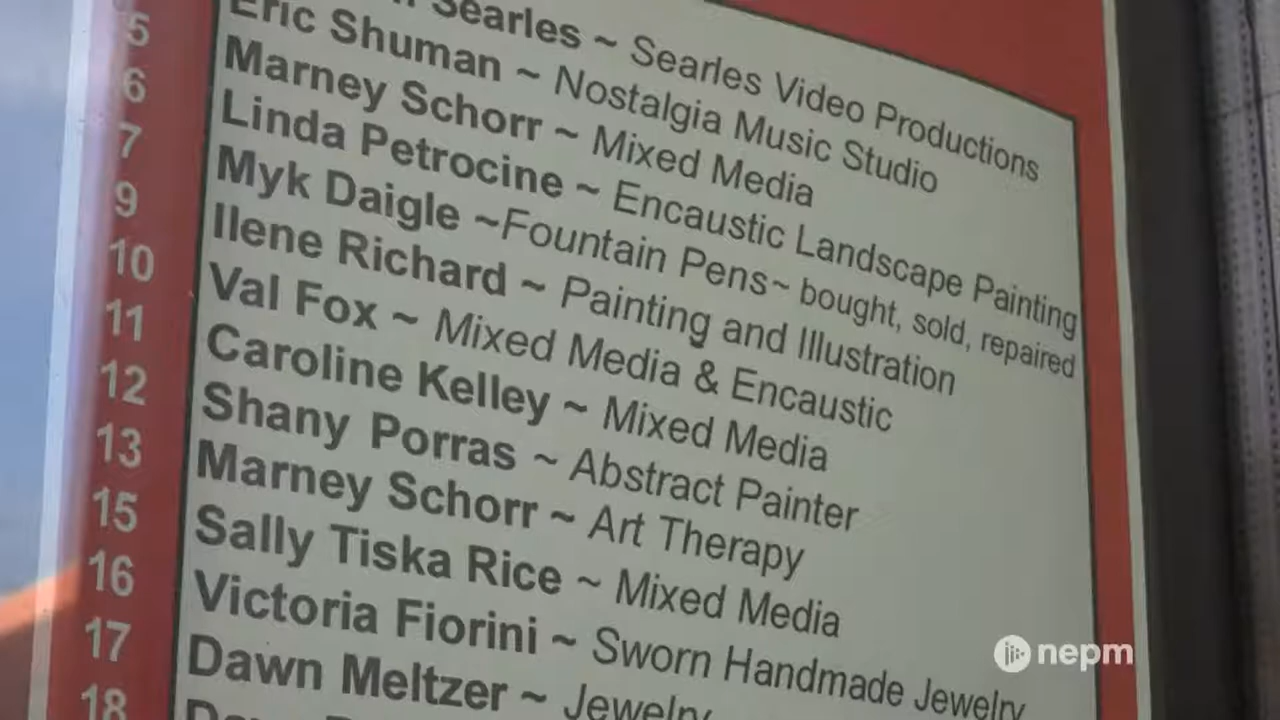 Searles ~ Searles Video Productions
Eric Shuman ~ Nostalgia Music Studio
5 Marney Schorr ~ Mixed Media
6 Linda Petrocine ~ Encaustic Landscape Painting
7 Myk Daigle ~Fountain Pens~ bought, sold, repaired
9 Ilene Richard ~ Painting and Illustration
10 Val Fox ~ Mixed Media & Encaustic
11 Caroline Kelley ~ Mixed Media
12 Shany Porras ~ Abstract Painter
13 Marney Schorr ~ Art Therapy
15 Sally Tiska Rice ~ Mixed Media
16 Victoria Fiorini ~ Sworn Handmade Jewelry
17 Dawn Meltzer ~ Jewelry
18
nepm